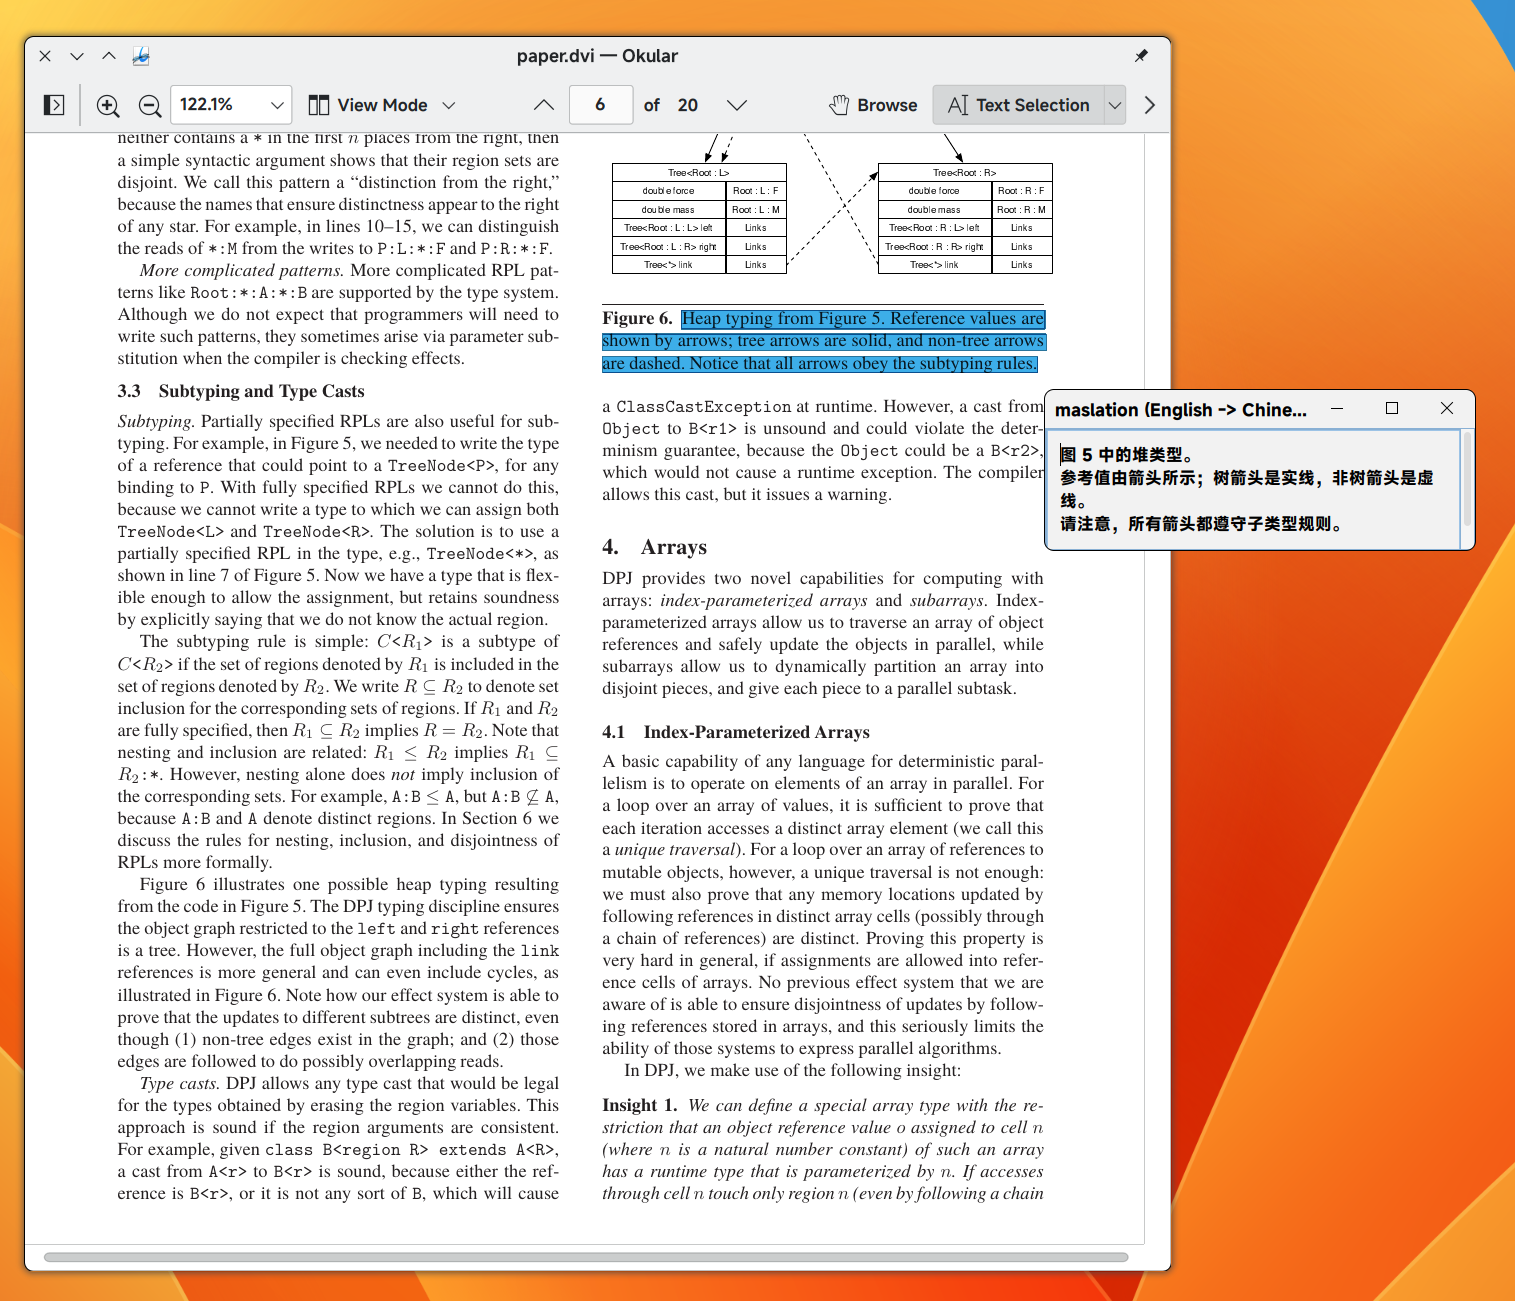 paper.dvi — Okular
122.1%
View Mode
6 of 20
Browse
Text Selection
neither contains a * in the first n places from the right, then
a simple syntactic argument shows that their region sets are
disjoint. We call this pattern a “distinction from the right,”
because the names that ensure distinctness appear to the right
of any star. For example, in lines 10–15, we can distinguish
the reads of *:M from the writes to P:L:*:F and P:R:*:F.
More complicated patterns. More complicated RPL pat-
terns like Root:*:A:*:B are supported by the type system.
Although we do not expect that programmers will need to
write such patterns, they sometimes arise via parameter sub-
stitution when the compiler is checking effects.
3.3 Subtyping and Type Casts
Subtyping. Partially specified RPLs are also useful for sub-
typing. For example, in Figure 5, we needed to write the type
of a reference that could point to a TreeNode<P>, for any
binding to P. With fully specified RPLs we cannot do this,
because we cannot write a type to which we can assign both
TreeNode<L> and TreeNode<R>. The solution is to use a
partially specified RPL in the type, e.g., TreeNode<*>, as
shown in line 7 of Figure 5. Now we have a type that is flex-
ible enough to allow the assignment, but retains soundness
by explicitly saying that we do not know the actual region.
The subtyping rule is simple: C<R₁> is a subtype of
C<R₂> if the set of regions denoted by R₁ is included in the
set of regions denoted by R₂. We write R ⊆ R₂ to denote set
inclusion for the corresponding sets of regions. If R₁ and R₂
are fully specified, then R₁ ⊆ R₂ implies R = R₂. Note that
nesting and inclusion are related: R₁ ≤ R₂ implies R₁ ⊆
R₂:*. However, nesting alone does not imply inclusion of
the corresponding sets. For example, A:B ≤ A, but A:B ⊈ A,
because A:B and A denote distinct regions. In Section 6 we
discuss the rules for nesting, inclusion, and disjointness of
RPLs more formally.
Figure 6 illustrates one possible heap typing resulting
from the code in Figure 5. The DPJ typing discipline ensures
the object graph restricted to the left and right references
is a tree. However, the full object graph including the link
references is more general and can even include cycles, as
illustrated in Figure 6. Note how our effect system is able to
prove that the updates to different subtrees are distinct, even
though (1) non-tree edges exist in the graph; and (2) those
edges are followed to do possibly overlapping reads.
Type casts. DPJ allows any type cast that would be legal
for the types obtained by erasing the region variables. This
approach is sound if the region arguments are consistent.
For example, given class B<region R> extends A<R>,
a cast from A<r> to B<r> is sound, because either the ref-
erence is B<r>, or it is not any sort of B, which will cause
Tree<Root : L>
double force Root : L : F
double mass Root : L : M
Tree<Root : L : L> left Links
Tree<Root : L : R> right Links
Tree<*> link Links
Tree<Root : R>
double force Root : R : F
double mass Root : R : M
Tree<Root : R : L> left Links
Tree<Root : R : R> right Links
Tree<*> link Links
Figure 6. Heap typing from Figure 5. Reference values are
shown by arrows; tree arrows are solid, and non-tree arrows
are dashed. Notice that all arrows obey the subtyping rules.
a ClassCastException at runtime. However, a cast from
Object to B<r1> is unsound and could violate the deter-
minism guarantee, because the Object could be a B<r2>,
which would not cause a runtime exception. The compiler
allows this cast, but it issues a warning.
4. Arrays
DPJ provides two novel capabilities for computing with
arrays: index-parameterized arrays and subarrays. Index-
parameterized arrays allow us to traverse an array of object
references and safely update the objects in parallel, while
subarrays allow us to dynamically partition an array into
disjoint pieces, and give each piece to a parallel subtask.
4.1 Index-Parameterized Arrays
A basic capability of any language for deterministic paral-
lelism is to operate on elements of an array in parallel. For
a loop over an array of values, it is sufficient to prove that
each iteration accesses a distinct array element (we call this
a unique traversal). For a loop over an array of references to
mutable objects, however, a unique traversal is not enough:
we must also prove that any memory locations updated by
following references in distinct array cells (possibly through
a chain of references) are distinct. Proving this property is
very hard in general, if assignments are allowed into refer-
ence cells of arrays. No previous effect system that we are
aware of is able to ensure disjointness of updates by follow-
ing references stored in arrays, and this seriously limits the
ability of those systems to express parallel algorithms.
In DPJ, we make use of the following insight:
Insight 1. We can define a special array type with the re-
striction that an object reference value o assigned to cell n
(where n is a natural number constant) of such an array
has a runtime type that is parameterized by n. If accesses
through cell n touch only region n (even by following a chain
maslation (English -> Chine...
图 5 中的堆类型。
参考值由箭头所示；树箭头是实线，非树箭头是虚
线。
请注意，所有箭头都遵守子类型规则。